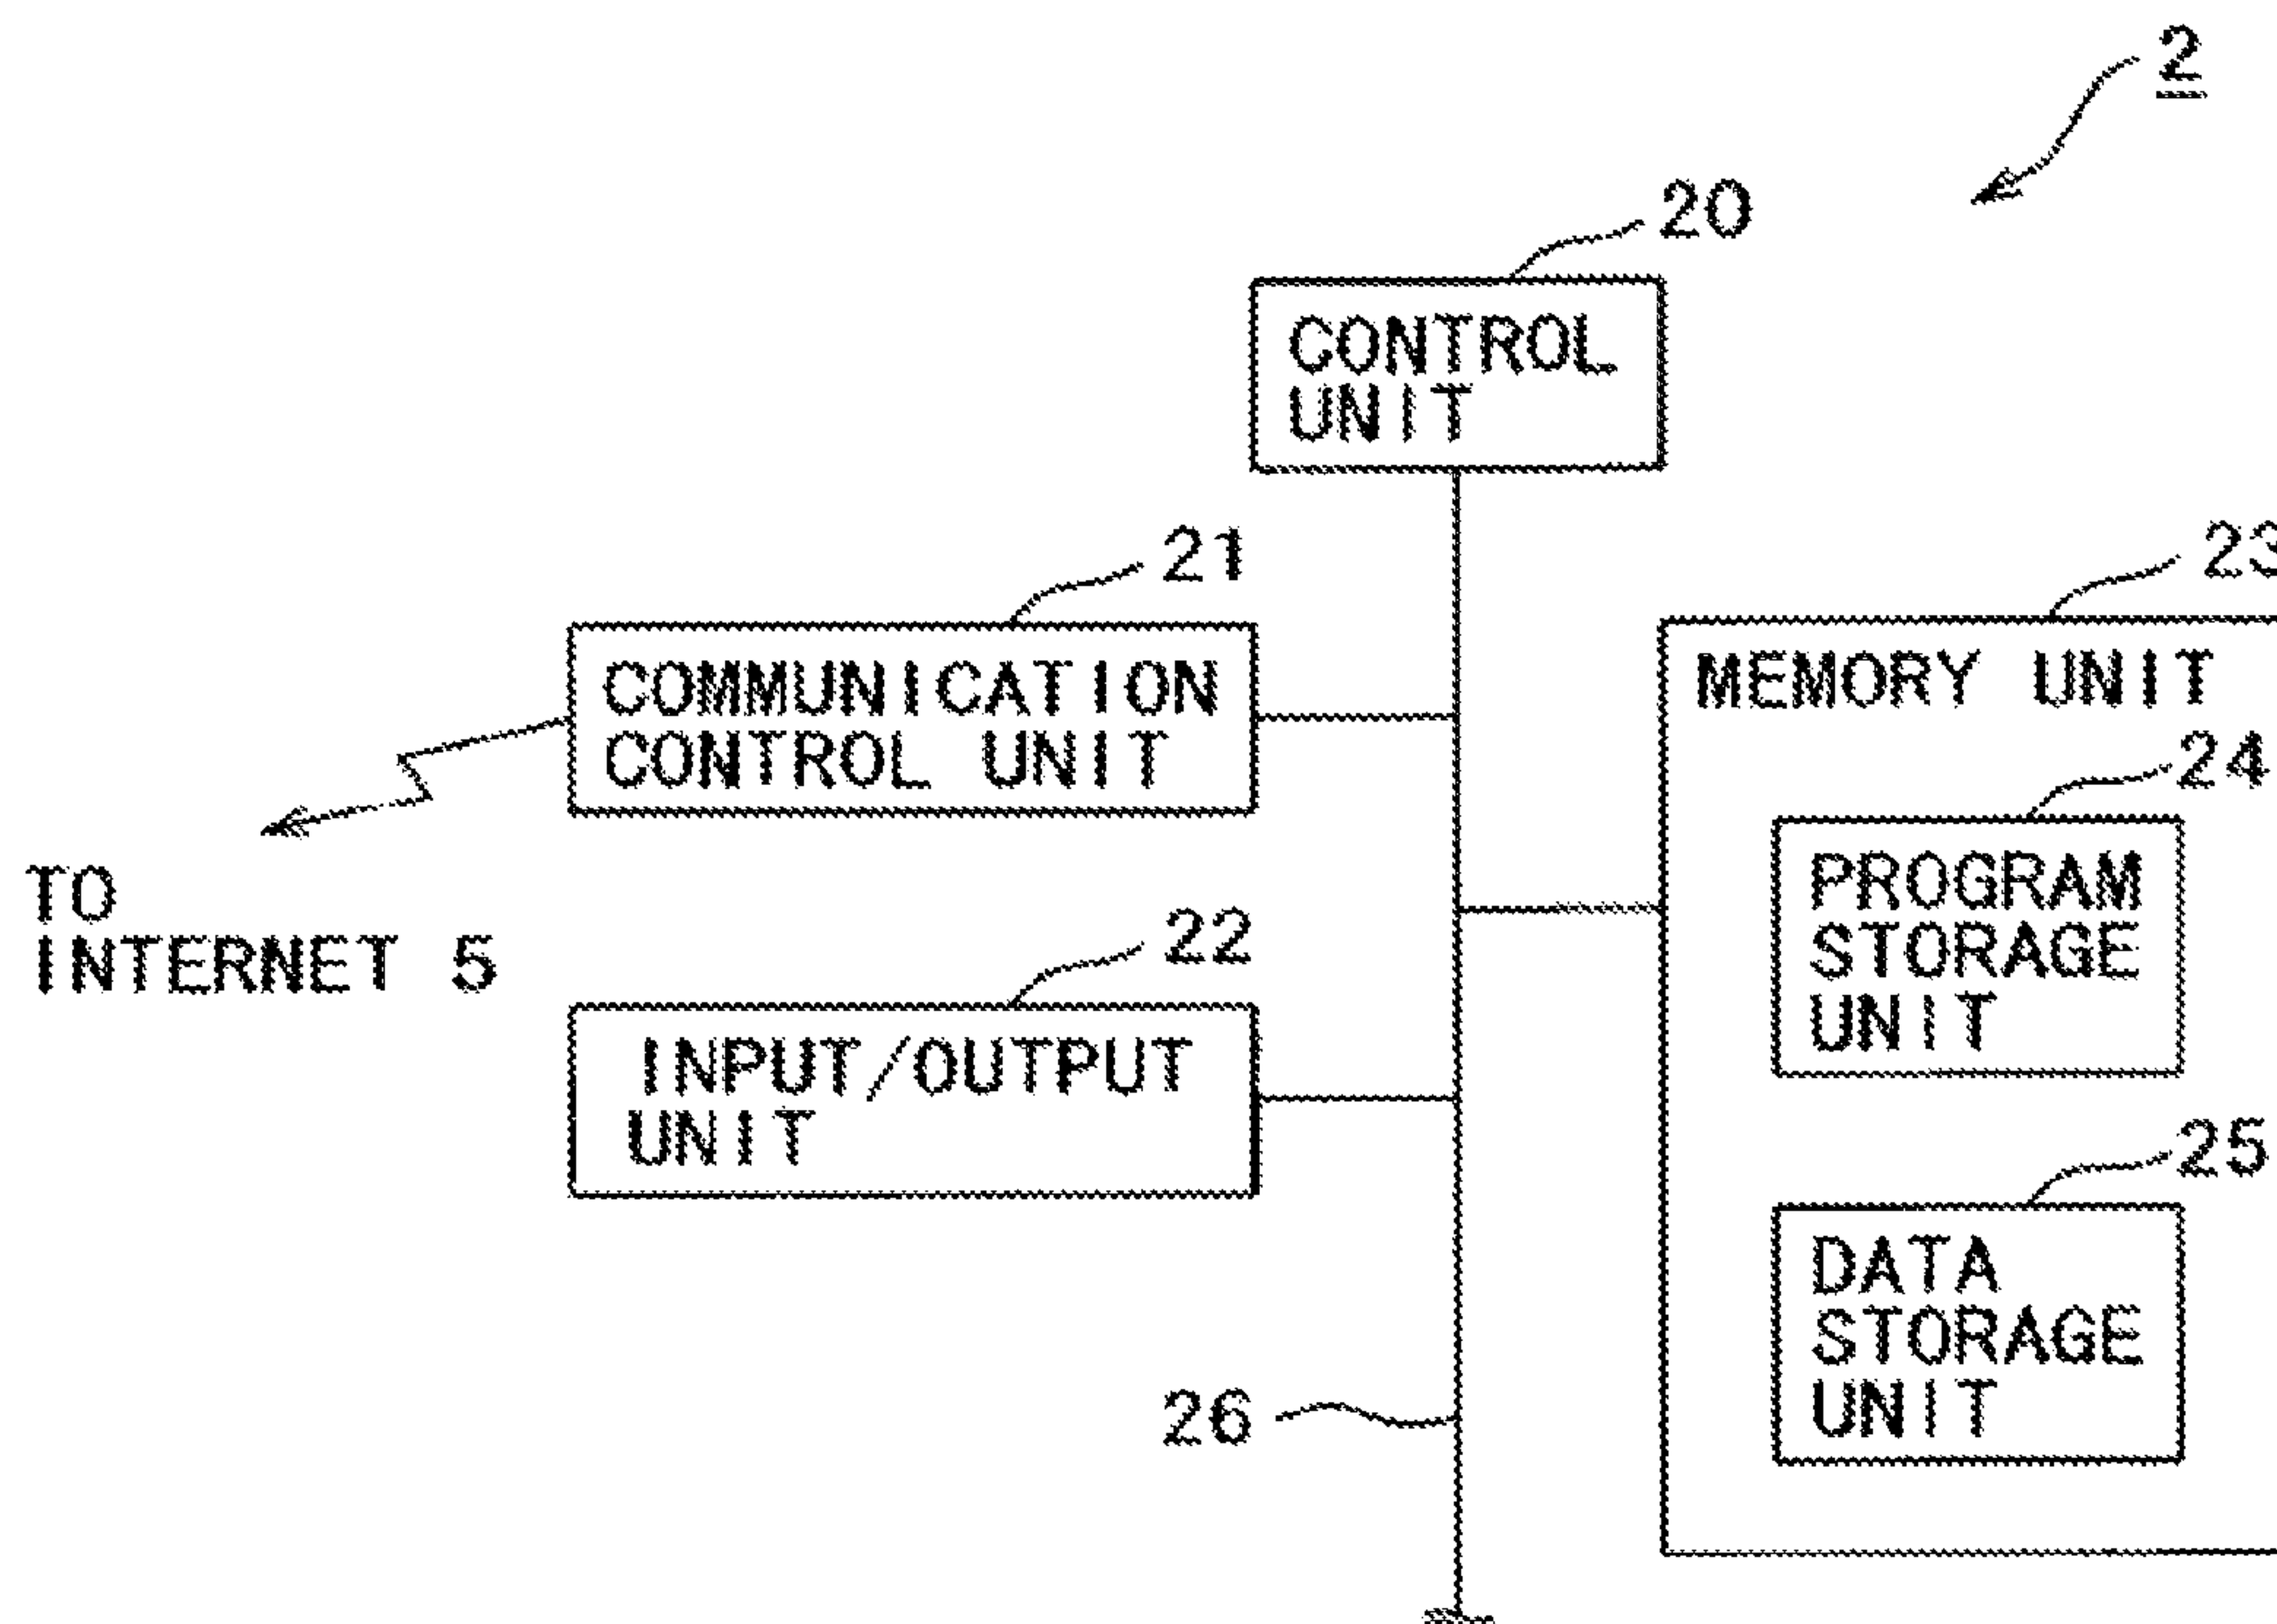 2
20
CONTROL
UNIT
21
COMMUNICATION
CONTROL UNIT
TO
INTERNET 5
22
INPUT/OUTPUT
UNIT
23
MEMORY UNIT
24
PROGRAM
STORAGE
UNIT
25
DATA
STORAGE
UNIT
26